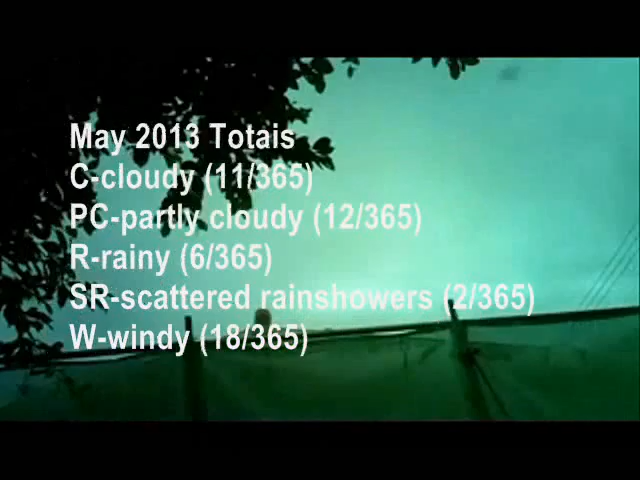 May 2013 Totais
C-cloudy (11/365)
PC-partly cloudy (12/365)
R-rainy (6/365)
SR-scattered rainshowers (2/365)
W-windy (18/365)